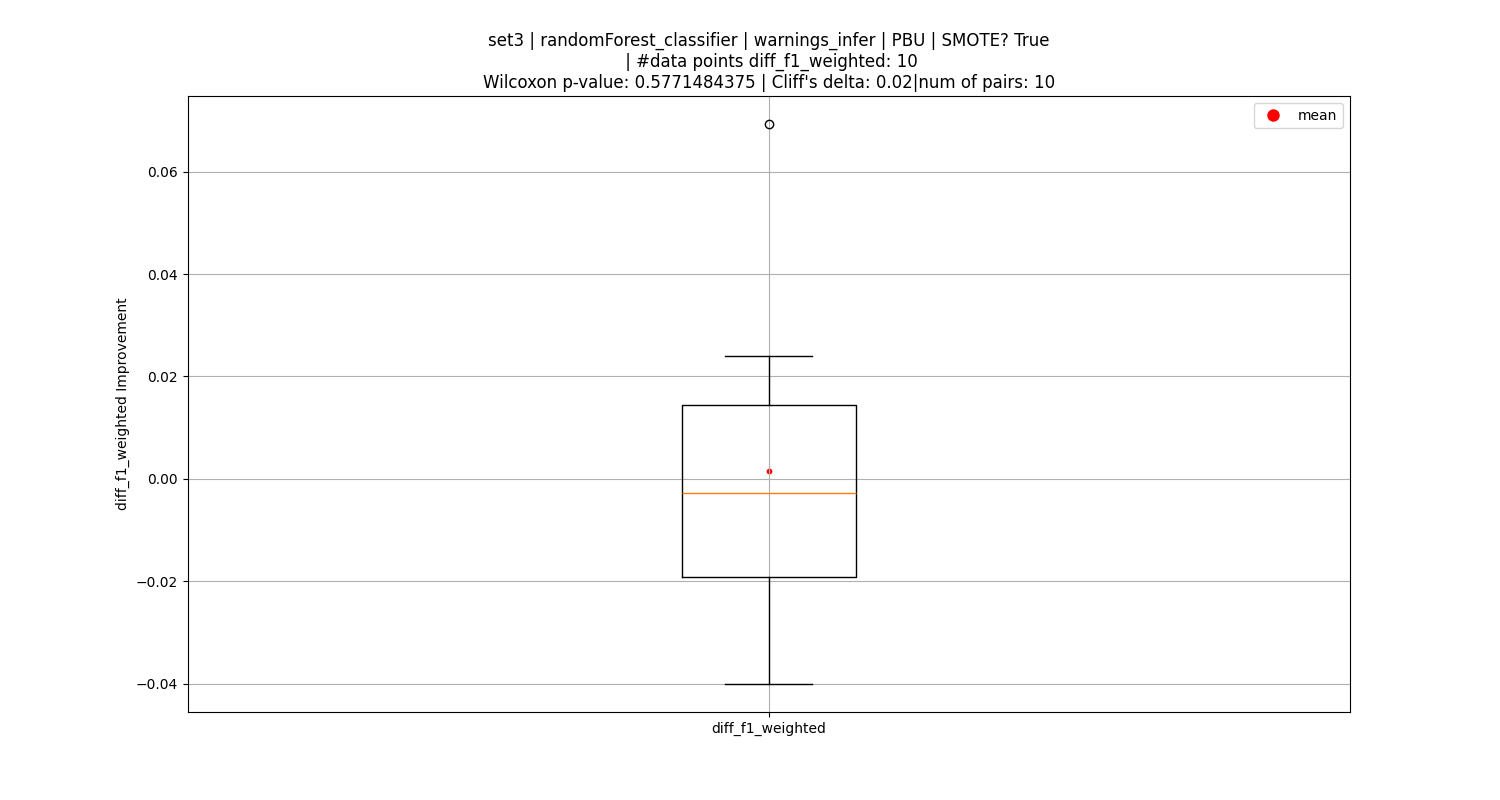 set3 | randomForest_classifier | warnings_infer | PBU | SMOTE? True
| #data points diff_f1_weighted: 10
Wilcoxon p-value: 0.5771484375 | Cliff's delta: 0.02|num of pairs: 10
mean
0.06
0.04
0.02
0.00
−0.02
−0.04
diff_f1_weighted Improvement
diff_f1_weighted